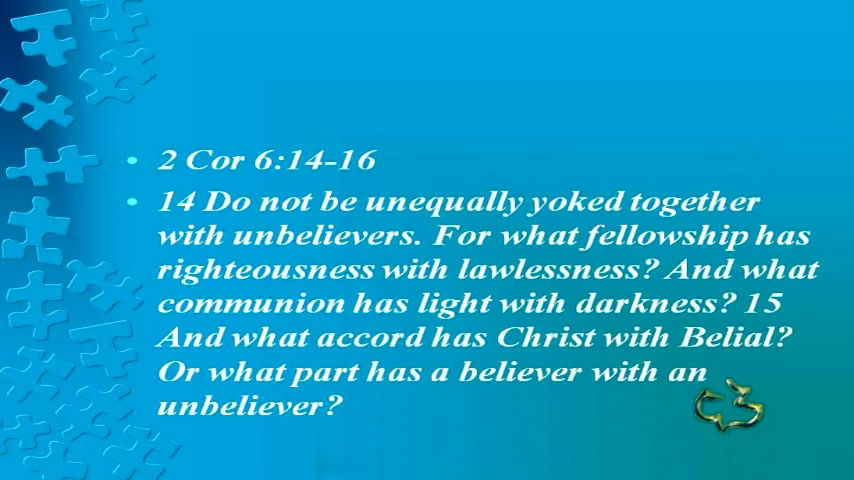 2 Cor 6:14-16
14 Do not be unequally yoked together
with unbelievers. For what fellowship has
righteousness with lawlessness? And what
communion has light with darkness? 15
And what accord has Christ with Belial?
Or what part has a believer with an
unbeliever?